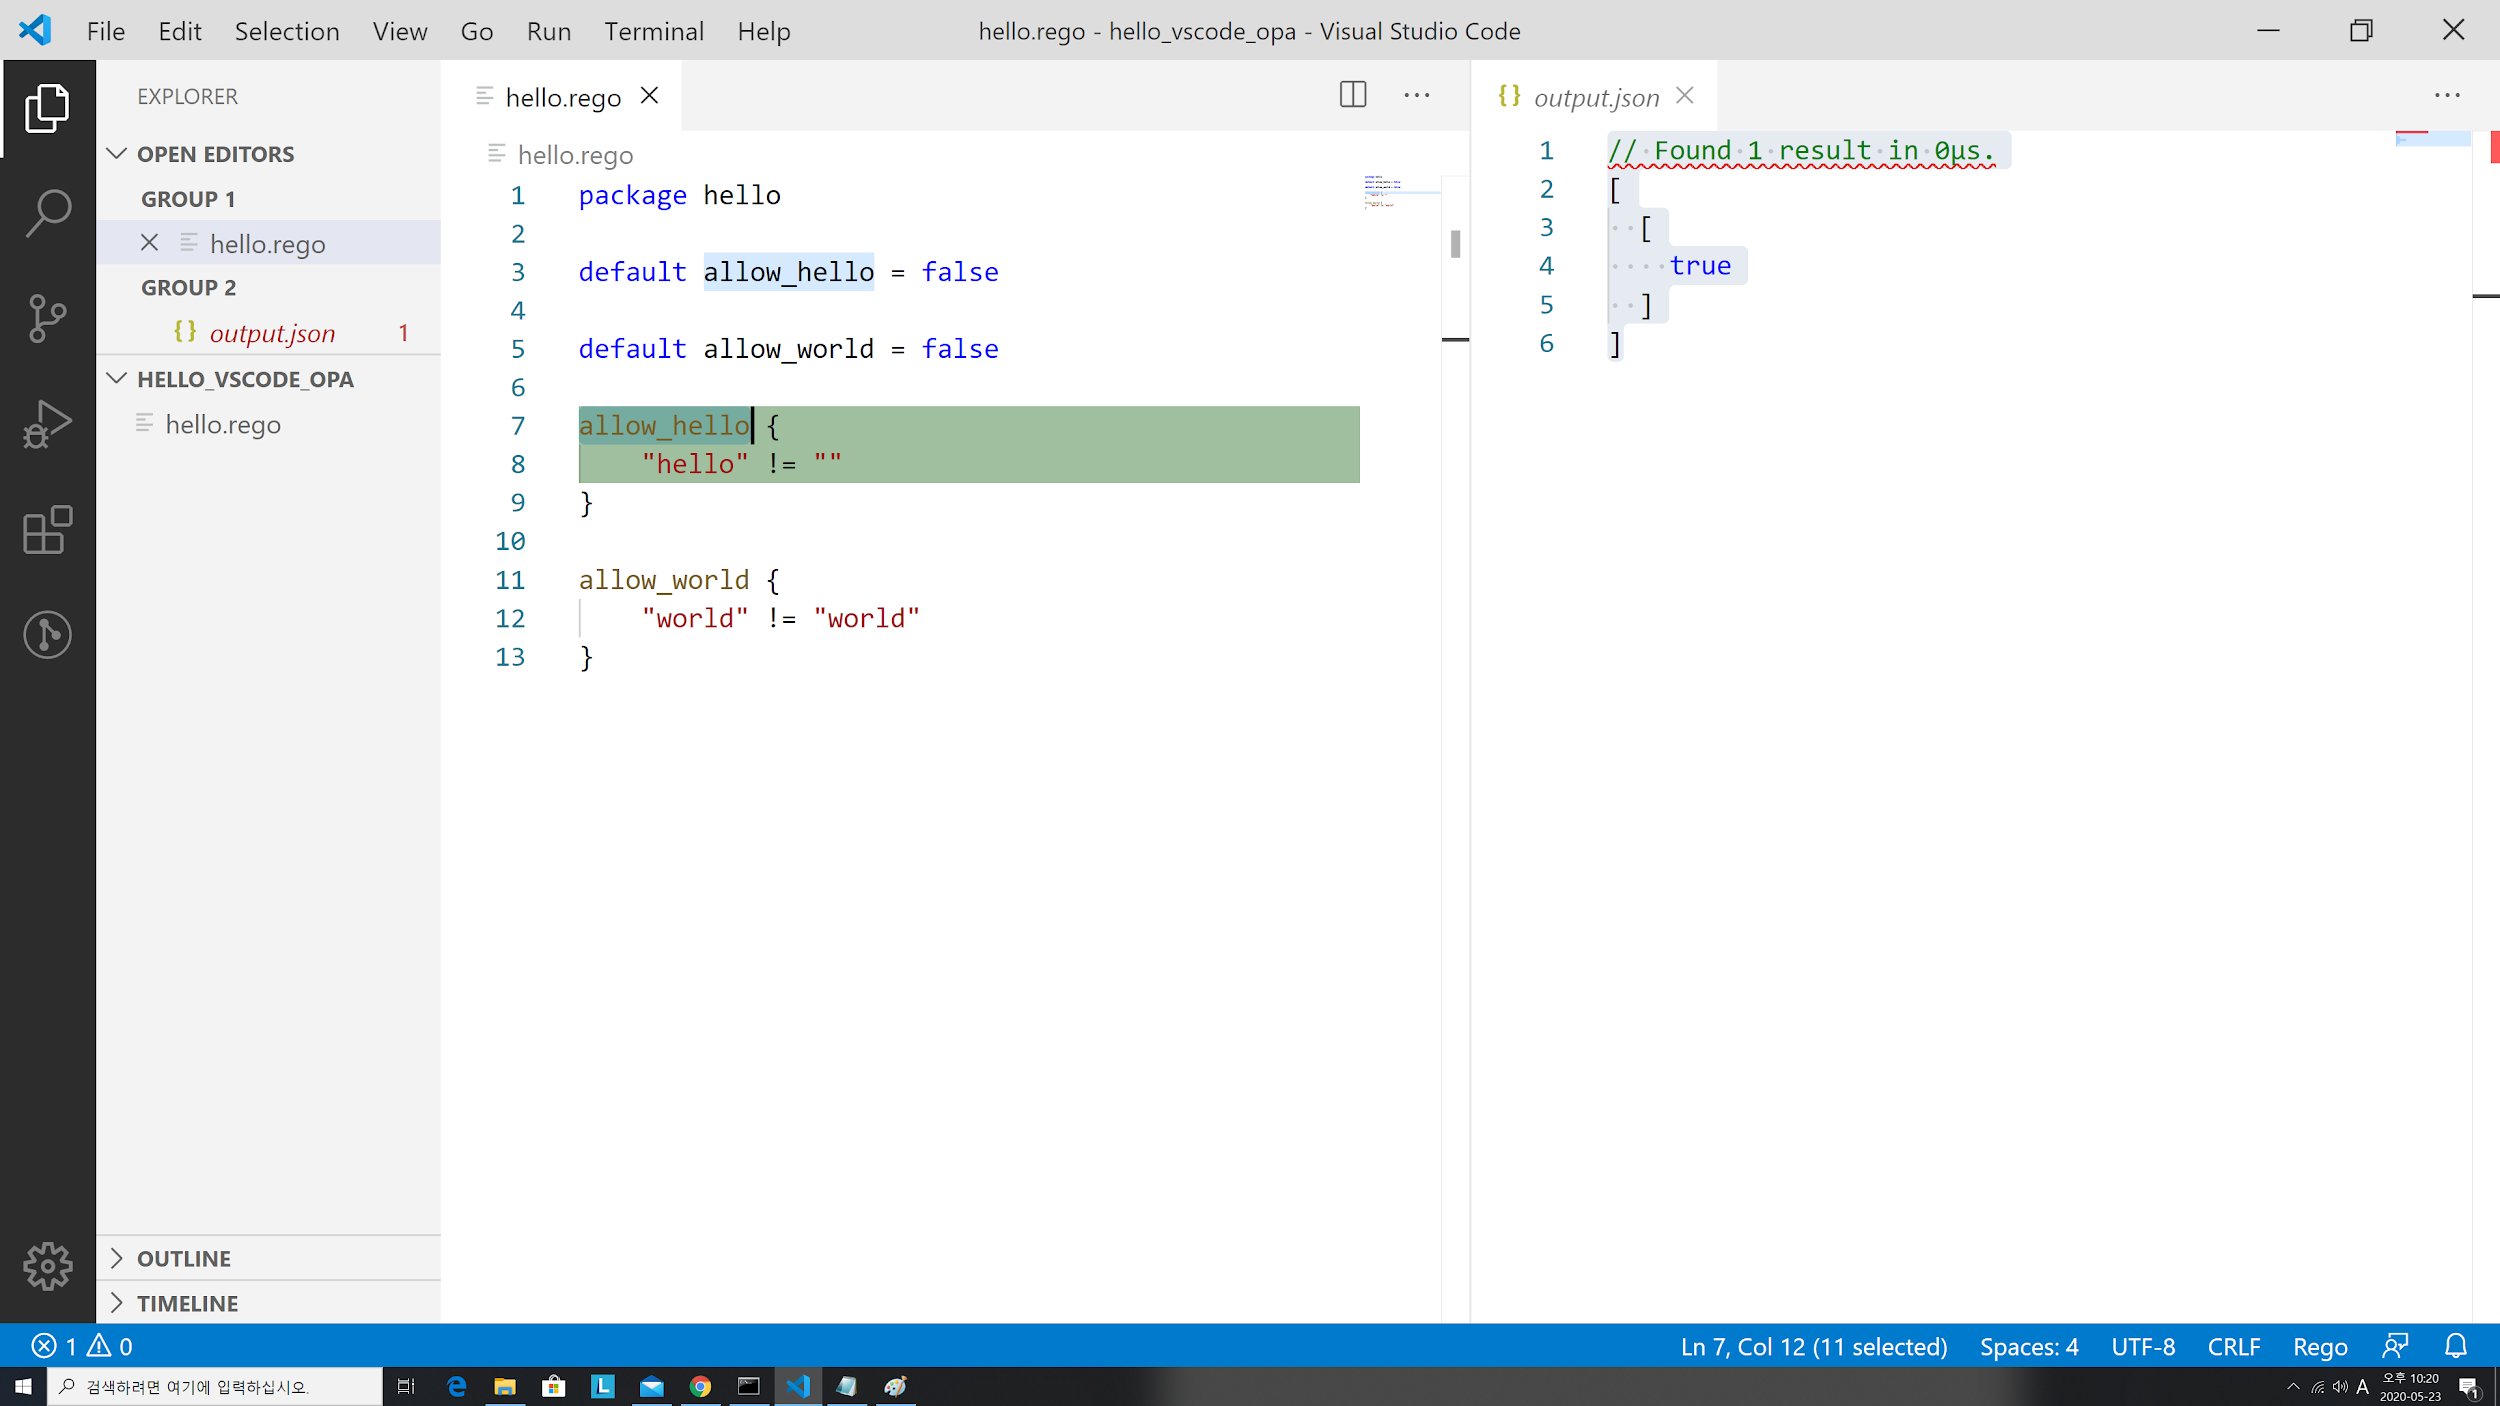 File Edit Selection View Go Run Terminal Help
hello.rego - hello_vscode_opa - Visual Studio Code
EXPLORER
OPEN EDITORS
GROUP 1
hello.rego
GROUP 2
{} output.json 1
HELLO_VSCODE_OPA
hello.rego
OUTLINE
TIMELINE
hello.rego
hello.rego
1 package hello
2
3 default allow_hello = false
4
5 default allow_world = false
6
7 allow_hello {
8 "hello" != ""
9 }
10
11 allow_world {
12 "world" != "world"
13 }
{} output.json
1 // Found 1 result in 0µs.
2 [
3 [
4 true
5 ]
6 ]
1 0
Ln 7, Col 12 (11 selected) Spaces: 4 UTF-8 CRLF Rego
검색하려면 여기에 입력하십시오.
L
A
오후 10:20
2020-05-23
1